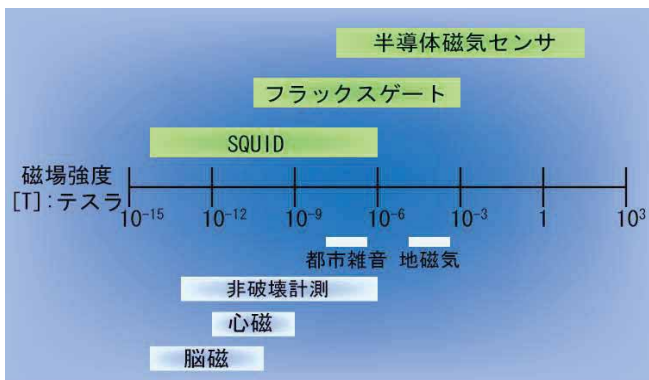 半導体磁気センサ
フラックスゲート
SQUID
磁場強度
[T]:テスラ
10⁻¹⁵ 10⁻¹² 10⁻⁹ 10⁻⁶ 10⁻³ 1 10³
都市雑音 地磁気
非破壊計測
心磁
脳磁